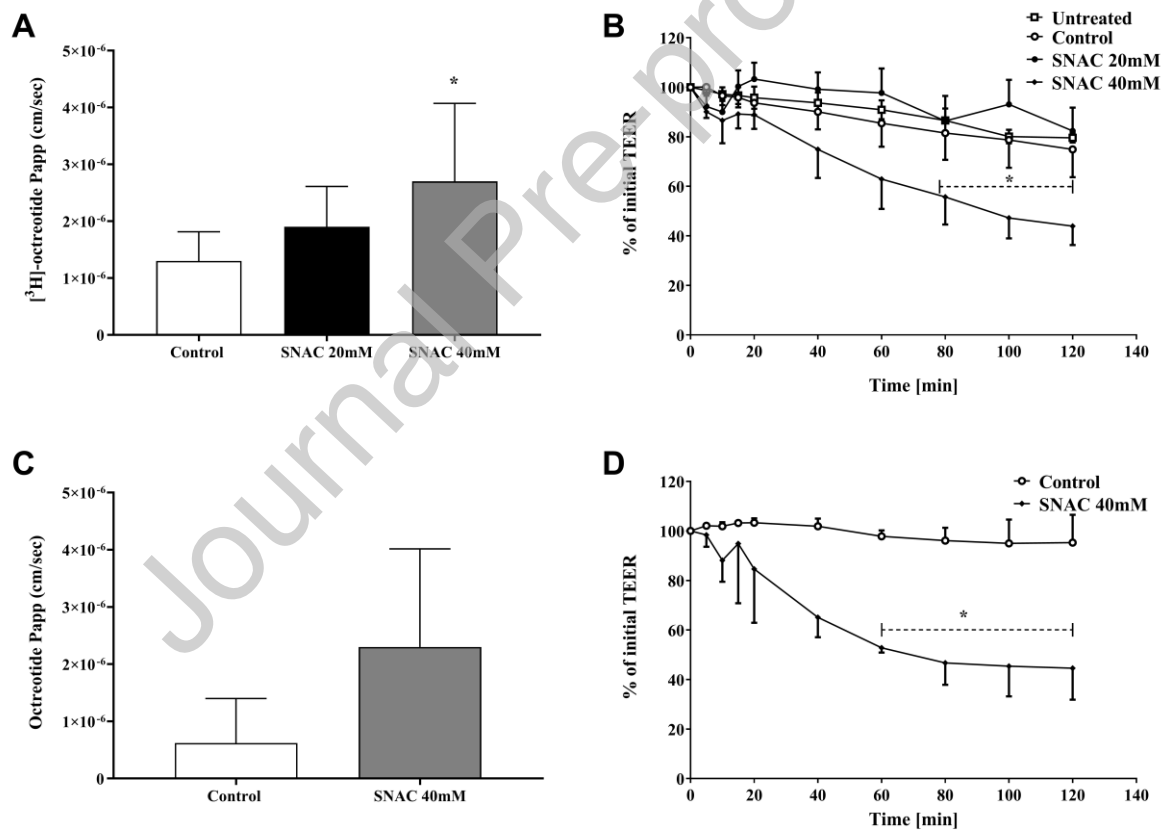 A
[³H]-octreotide Papp (cm/sec)
5×10⁻⁶
4×10⁻⁶
3×10⁻⁶
2×10⁻⁶
1×10⁻⁶
0
*
Control
SNAC 20mM
SNAC 40mM
B
% of initial TEER
120
100
80
60
40
20
0
Untreated
Control
SNAC 20mM
SNAC 40mM
*
0 20 40 60 80 100 120 140
Time [min]
C
Octreotide Papp (cm/sec)
5×10⁻⁶
4×10⁻⁶
3×10⁻⁶
2×10⁻⁶
1×10⁻⁶
0
Control
SNAC 40mM
D
% of initial TEER
120
100
80
60
40
20
0
Control
SNAC 40mM
*
0 20 40 60 80 100 120 140
Time [min]
Journal Pre-pro